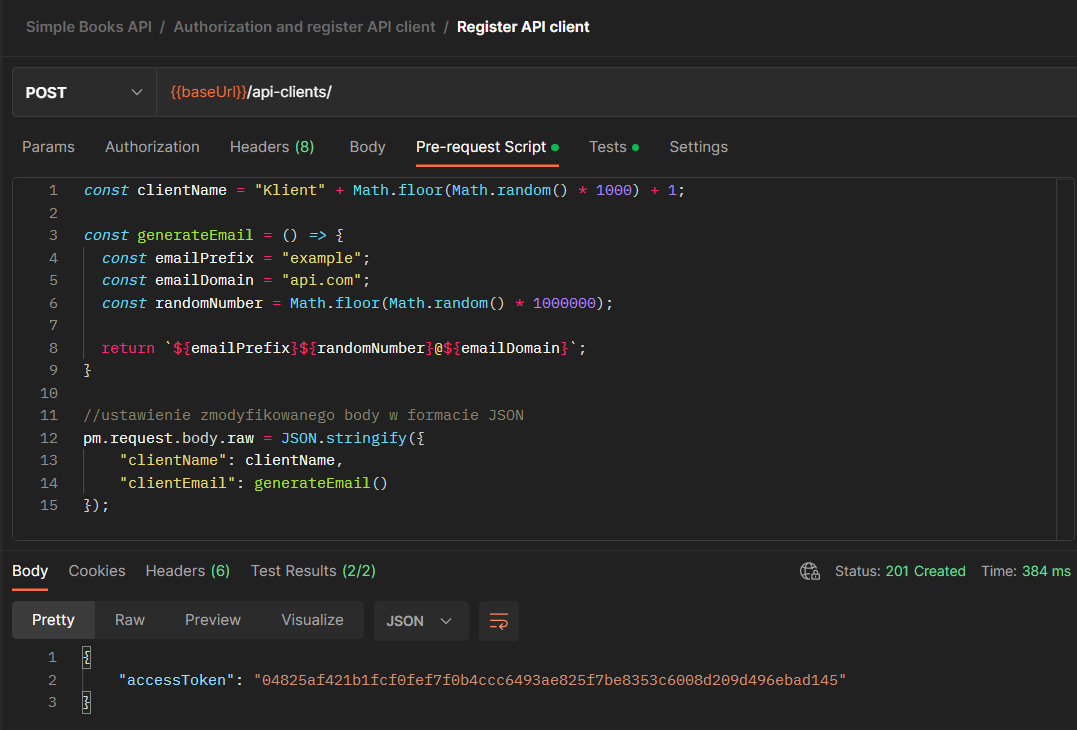 Simple Books API / Authorization and register API client / Register API client
POST {{baseUrl}}/api-clients/
Params Authorization Headers (8) Body Pre-request Script Tests Settings
1 const clientName = "Klient" + Math.floor(Math.random() * 1000) + 1;
2
3 const generateEmail = () => {
4 const emailPrefix = "example";
5 const emailDomain = "api.com";
6 const randomNumber = Math.floor(Math.random() * 1000000);
7
8 return `${emailPrefix}${randomNumber}@${emailDomain}`;
9 }
10
11 //ustawienie zmodyfikowanego body w formacie JSON
12 pm.request.body.raw = JSON.stringify({
13 "clientName": clientName,
14 "clientEmail": generateEmail()
15 });
Body Cookies Headers (6) Test Results (2/2) Status: 201 Created Time: 384 ms
Pretty Raw Preview Visualize JSON
1 {
2 "accessToken": "04825af421b1fcf0fef7f0b4ccc6493ae825f7be8353c6008d209d496ebad145"
3 }